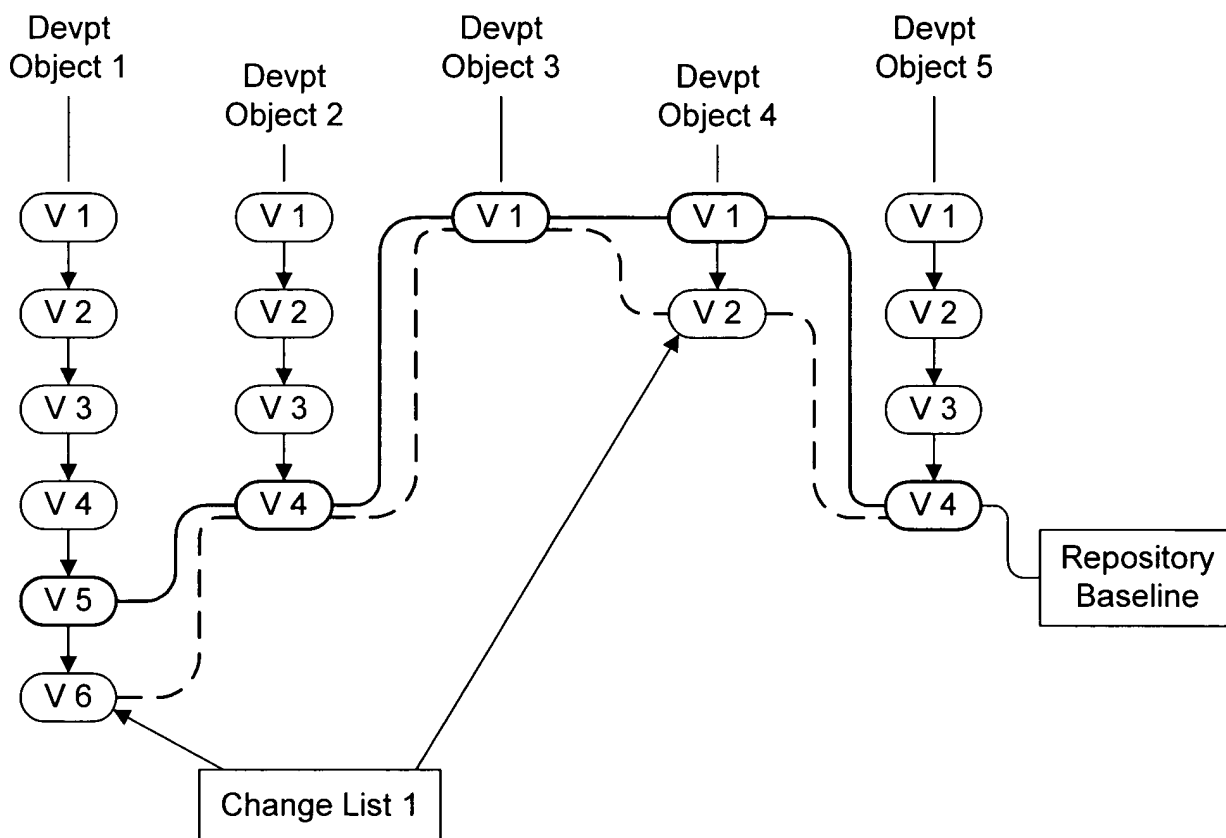 Devpt
Object 1
Devpt
Object 2
Devpt
Object 3
Devpt
Object 4
Devpt
Object 5
V 1
V 1
V 1
V 1
V 1
V 2
V 2
V 2
V 2
V 3
V 3
V 3
V 4
V 4
V 4
V 5
V 6
Repository
Baseline
Change List 1